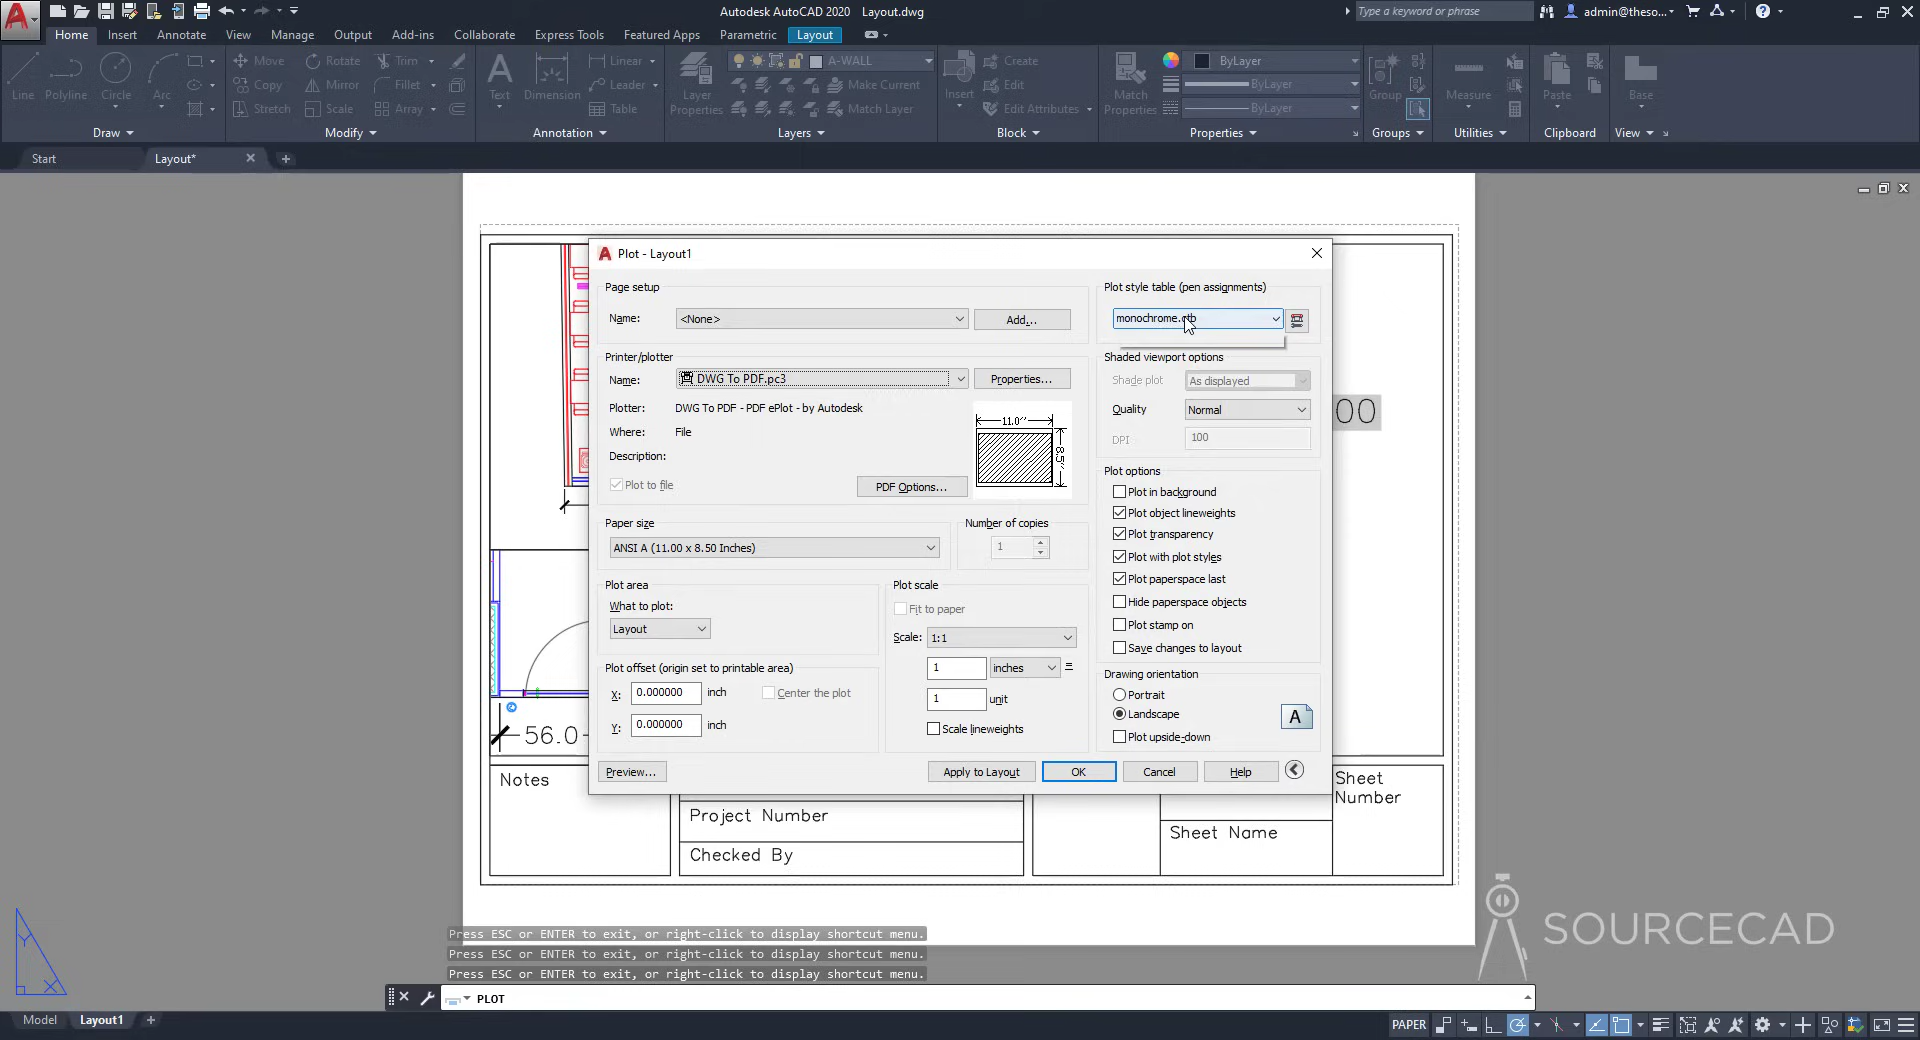 Autodesk AutoCAD 2020 Layout.dwg
Type a keyword or phrase
admin@theso...
Home Insert Annotate View Manage Output Add-ins Collaborate Express Tools Featured Apps Parametric Layout
Line
Polyline
Circle
Arc
Move
Copy
Stretch
Rotate
Mirror
Scale
Trim
Fillet
Array
Text
Dimension
Linear
Leader
Table
Layer
Properties
A-WALL
Make Current
Match Layer
Insert
Create
Edit
Edit Attributes
Match
Properties
ByLayer
ByLayer
ByLayer
Group
Measure
Paste
Base
Draw Modify Annotation Layers Block Properties Groups Utilities Clipboard View
Start Layout*
Plot - Layout1
Page setup
Name: <None> Add...
Plot style table (pen assignments)
monochrome.ctb
Printer/plotter
Name: DWG To PDF.pc3 Properties...
Plotter: DWG To PDF - PDF ePlot - by Autodesk
Where: File
Description:
Plot to file
PDF Options...
11.0''
8.5''
Shaded viewport options
Shade plot As displayed
Quality Normal
DPI 100
Paper size
ANSI A (11.00 x 8.50 Inches)
Number of copies
1
Plot area
What to plot:
Layout
Plot offset (origin set to printable area)
X: 0.000000 inch
Center the plot
Y: 0.000000 inch
Plot scale
Fit to paper
Scale: 1:1
1 inches =
1 unit
Scale lineweights
Plot options
Plot in background
Plot object lineweights
Plot transparency
Plot with plot styles
Plot paperspace last
Hide paperspace objects
Plot stamp on
Save changes to layout
Drawing orientation
Portrait
Landscape
Plot upside-down
A
Preview... Apply to Layout OK Cancel Help
00
56.0
Notes
Project Number
Checked By
Sheet Name
Sheet
Number
Press ESC or ENTER to exit, or right-click to display shortcut menu.
Press ESC or ENTER to exit, or right-click to display shortcut menu.
Press ESC or ENTER to exit, or right-click to display shortcut menu.
PLOT
SOURCECAD
Y
X
Model Layout1
PAPER